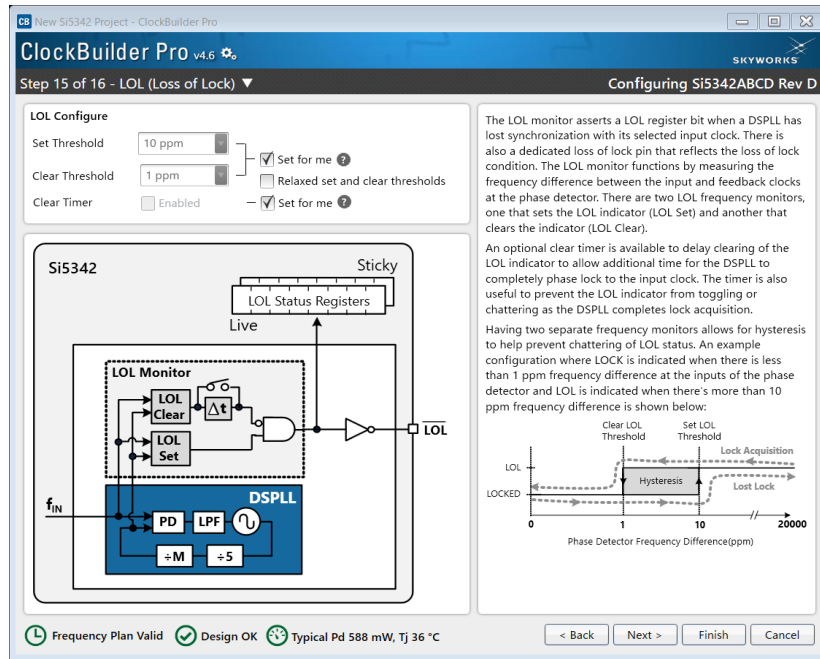 CB New Si5342 Project - ClockBuilder Pro
ClockBuilder Pro v4.6
SKYWORKS
Step 15 of 16 - LOL (Loss of Lock) ▼
Configuring Si5342ABCD Rev D
LOL Configure
Set Threshold
10 ppm
Clear Threshold
1 ppm
Set for me ?
Relaxed set and clear thresholds
Clear Timer
Enabled
Set for me ?
Si5342
Sticky
LOL Status Registers
Live
LOL Monitor
LOL
Clear
Δt
LOL
Set
LOL
DSPLL
fIN
PD
LPF
÷M
÷5
The LOL monitor asserts a LOL register bit when a DSPLL has
lost synchronization with its selected input clock. There is
also a dedicated loss of lock pin that reflects the loss of lock
condition. The LOL monitor functions by measuring the
frequency difference between the input and feedback clocks
at the phase detector. There are two LOL frequency monitors,
one that sets the LOL indicator (LOL Set) and another that
clears the indicator (LOL Clear).
An optional clear timer is available to delay clearing of the
LOL indicator to allow additional time for the DSPLL to
completely phase lock to the input clock. The timer is also
useful to prevent the LOL indicator from toggling or
chattering as the DSPLL completes lock acquisition.
Having two separate frequency monitors allows for hysteresis
to help prevent chattering of LOL status. An example
configuration where LOCK is indicated when there is less
than 1 ppm frequency difference at the inputs of the phase
detector and LOL is indicated when there's more than 10
ppm frequency difference is shown below:
Clear LOL
Threshold
Set LOL
Threshold
Lock Acquisition
LOL
Hysteresis
Lost Lock
LOCKED
0
1
10
20000
Phase Detector Frequency Difference(ppm)
Frequency Plan Valid
Design OK
Typical Pd 588 mW, Tj 36 °C
< Back
Next >
Finish
Cancel